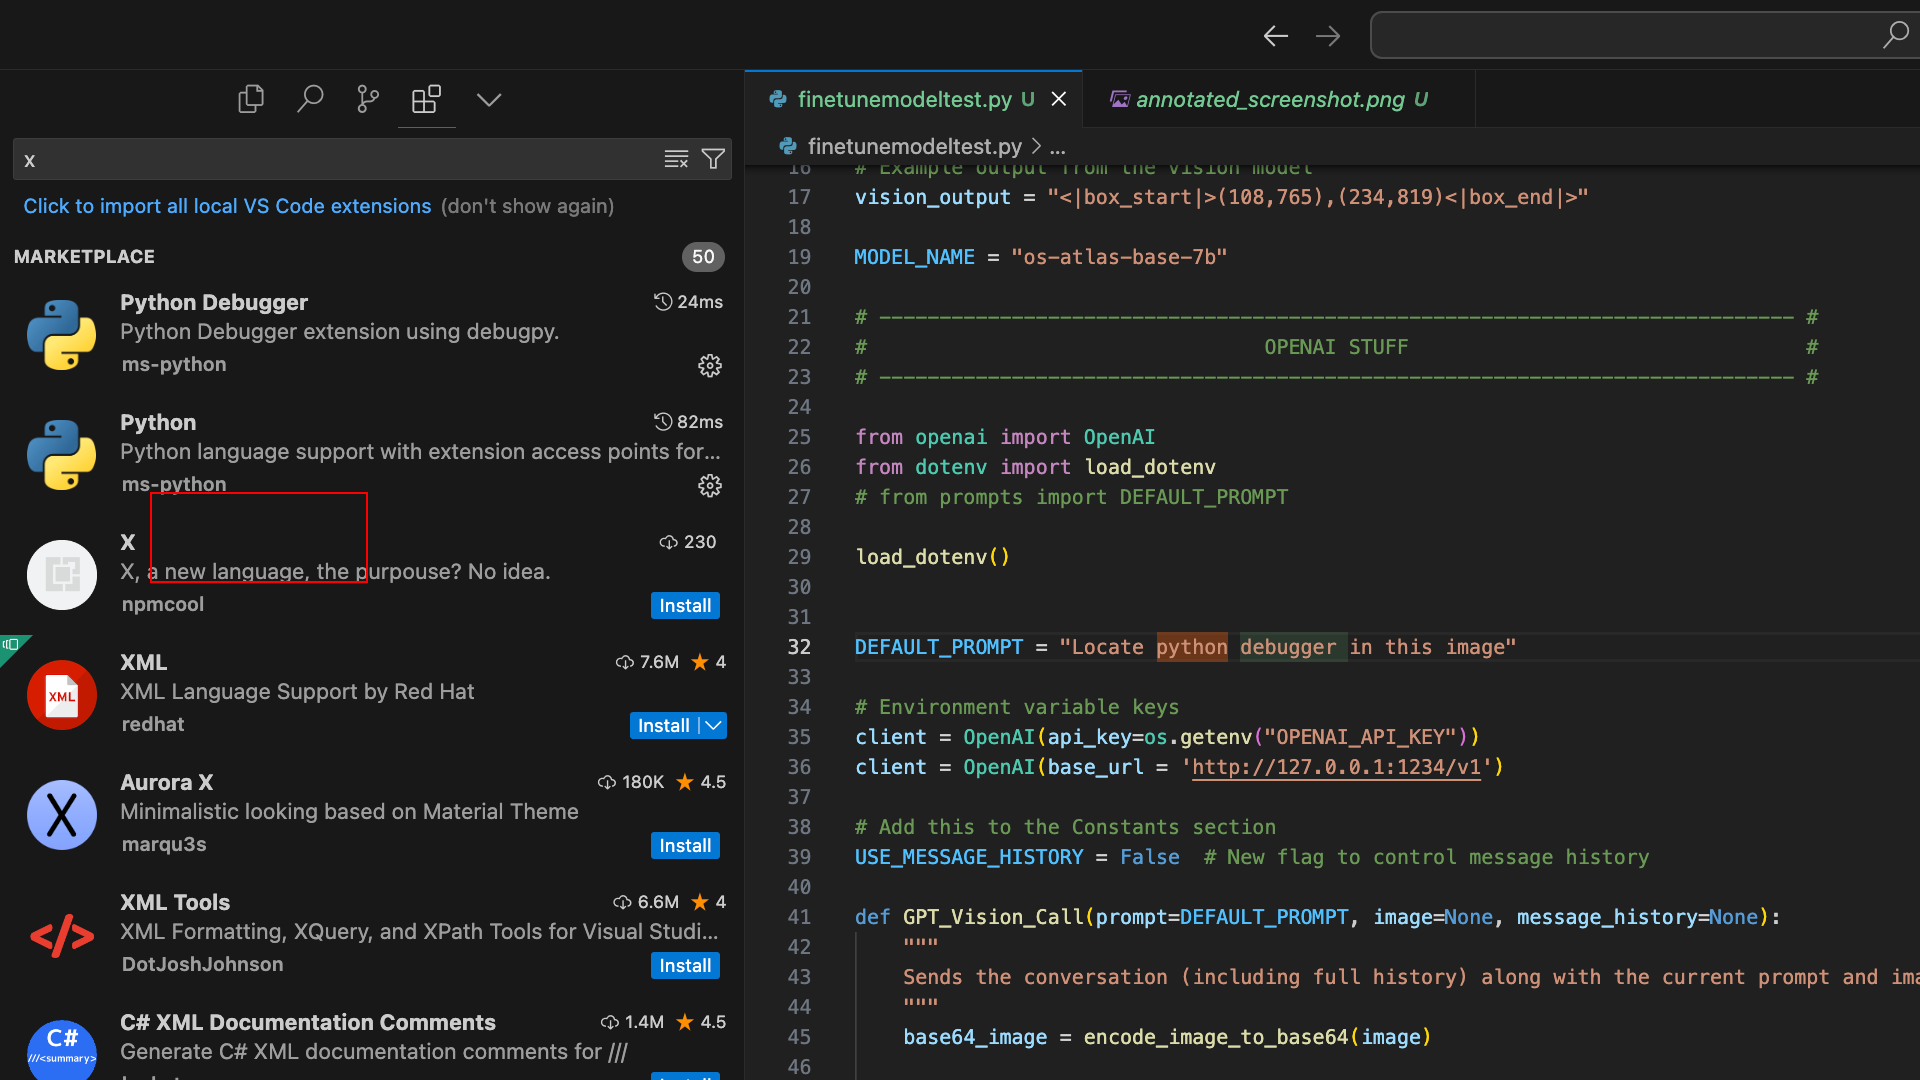 x
Click to import all local VS Code extensions (don't show again)
MARKETPLACE
50
Python Debugger
24ms
Python Debugger extension using debugpy.
ms-python
Python
82ms
Python language support with extension access points for...
ms-python
X
230
X, a new language, the purpouse? No idea.
npmcool
Install
XML
7.6M
4
XML
XML Language Support by Red Hat
redhat
Install
Aurora X
180K
4.5
Minimalistic looking based on Material Theme
marqu3s
Install
XML Tools
6.6M
4
XML Formatting, XQuery, and XPath Tools for Visual Studi...
DotJoshJohnson
Install
C# XML Documentation Comments
1.4M
4.5
C#
///<summary>
Generate C# XML documentation comments for ///
finetunemodeltest.py U
annotated_screenshot.png U
finetunemodeltest.py > ...
16 # Example output from the vision model
17 vision_output = "<|box_start|>(108,765),(234,819)<|box_end|>"
18
19 MODEL_NAME = "os-atlas-base-7b"
20
21 # ---------------------------------------------------------------------------- #
22 # OPENAI STUFF #
23 # ---------------------------------------------------------------------------- #
24
25 from openai import OpenAI
26 from dotenv import load_dotenv
27 # from prompts import DEFAULT_PROMPT
28
29 load_dotenv()
30
31
32 DEFAULT_PROMPT = "Locate python debugger in this image"
33
34 # Environment variable keys
35 client = OpenAI(api_key=os.getenv("OPENAI_API_KEY"))
36 client = OpenAI(base_url = 'http://127.0.0.1:1234/v1')
37
38 # Add this to the Constants section
39 USE_MESSAGE_HISTORY = False # New flag to control message history
40
41 def GPT_Vision_Call(prompt=DEFAULT_PROMPT, image=None, message_history=None):
42 """
43 Sends the conversation (including full history) along with the current prompt and ima
44 """
45 base64_image = encode_image_to_base64(image)
46